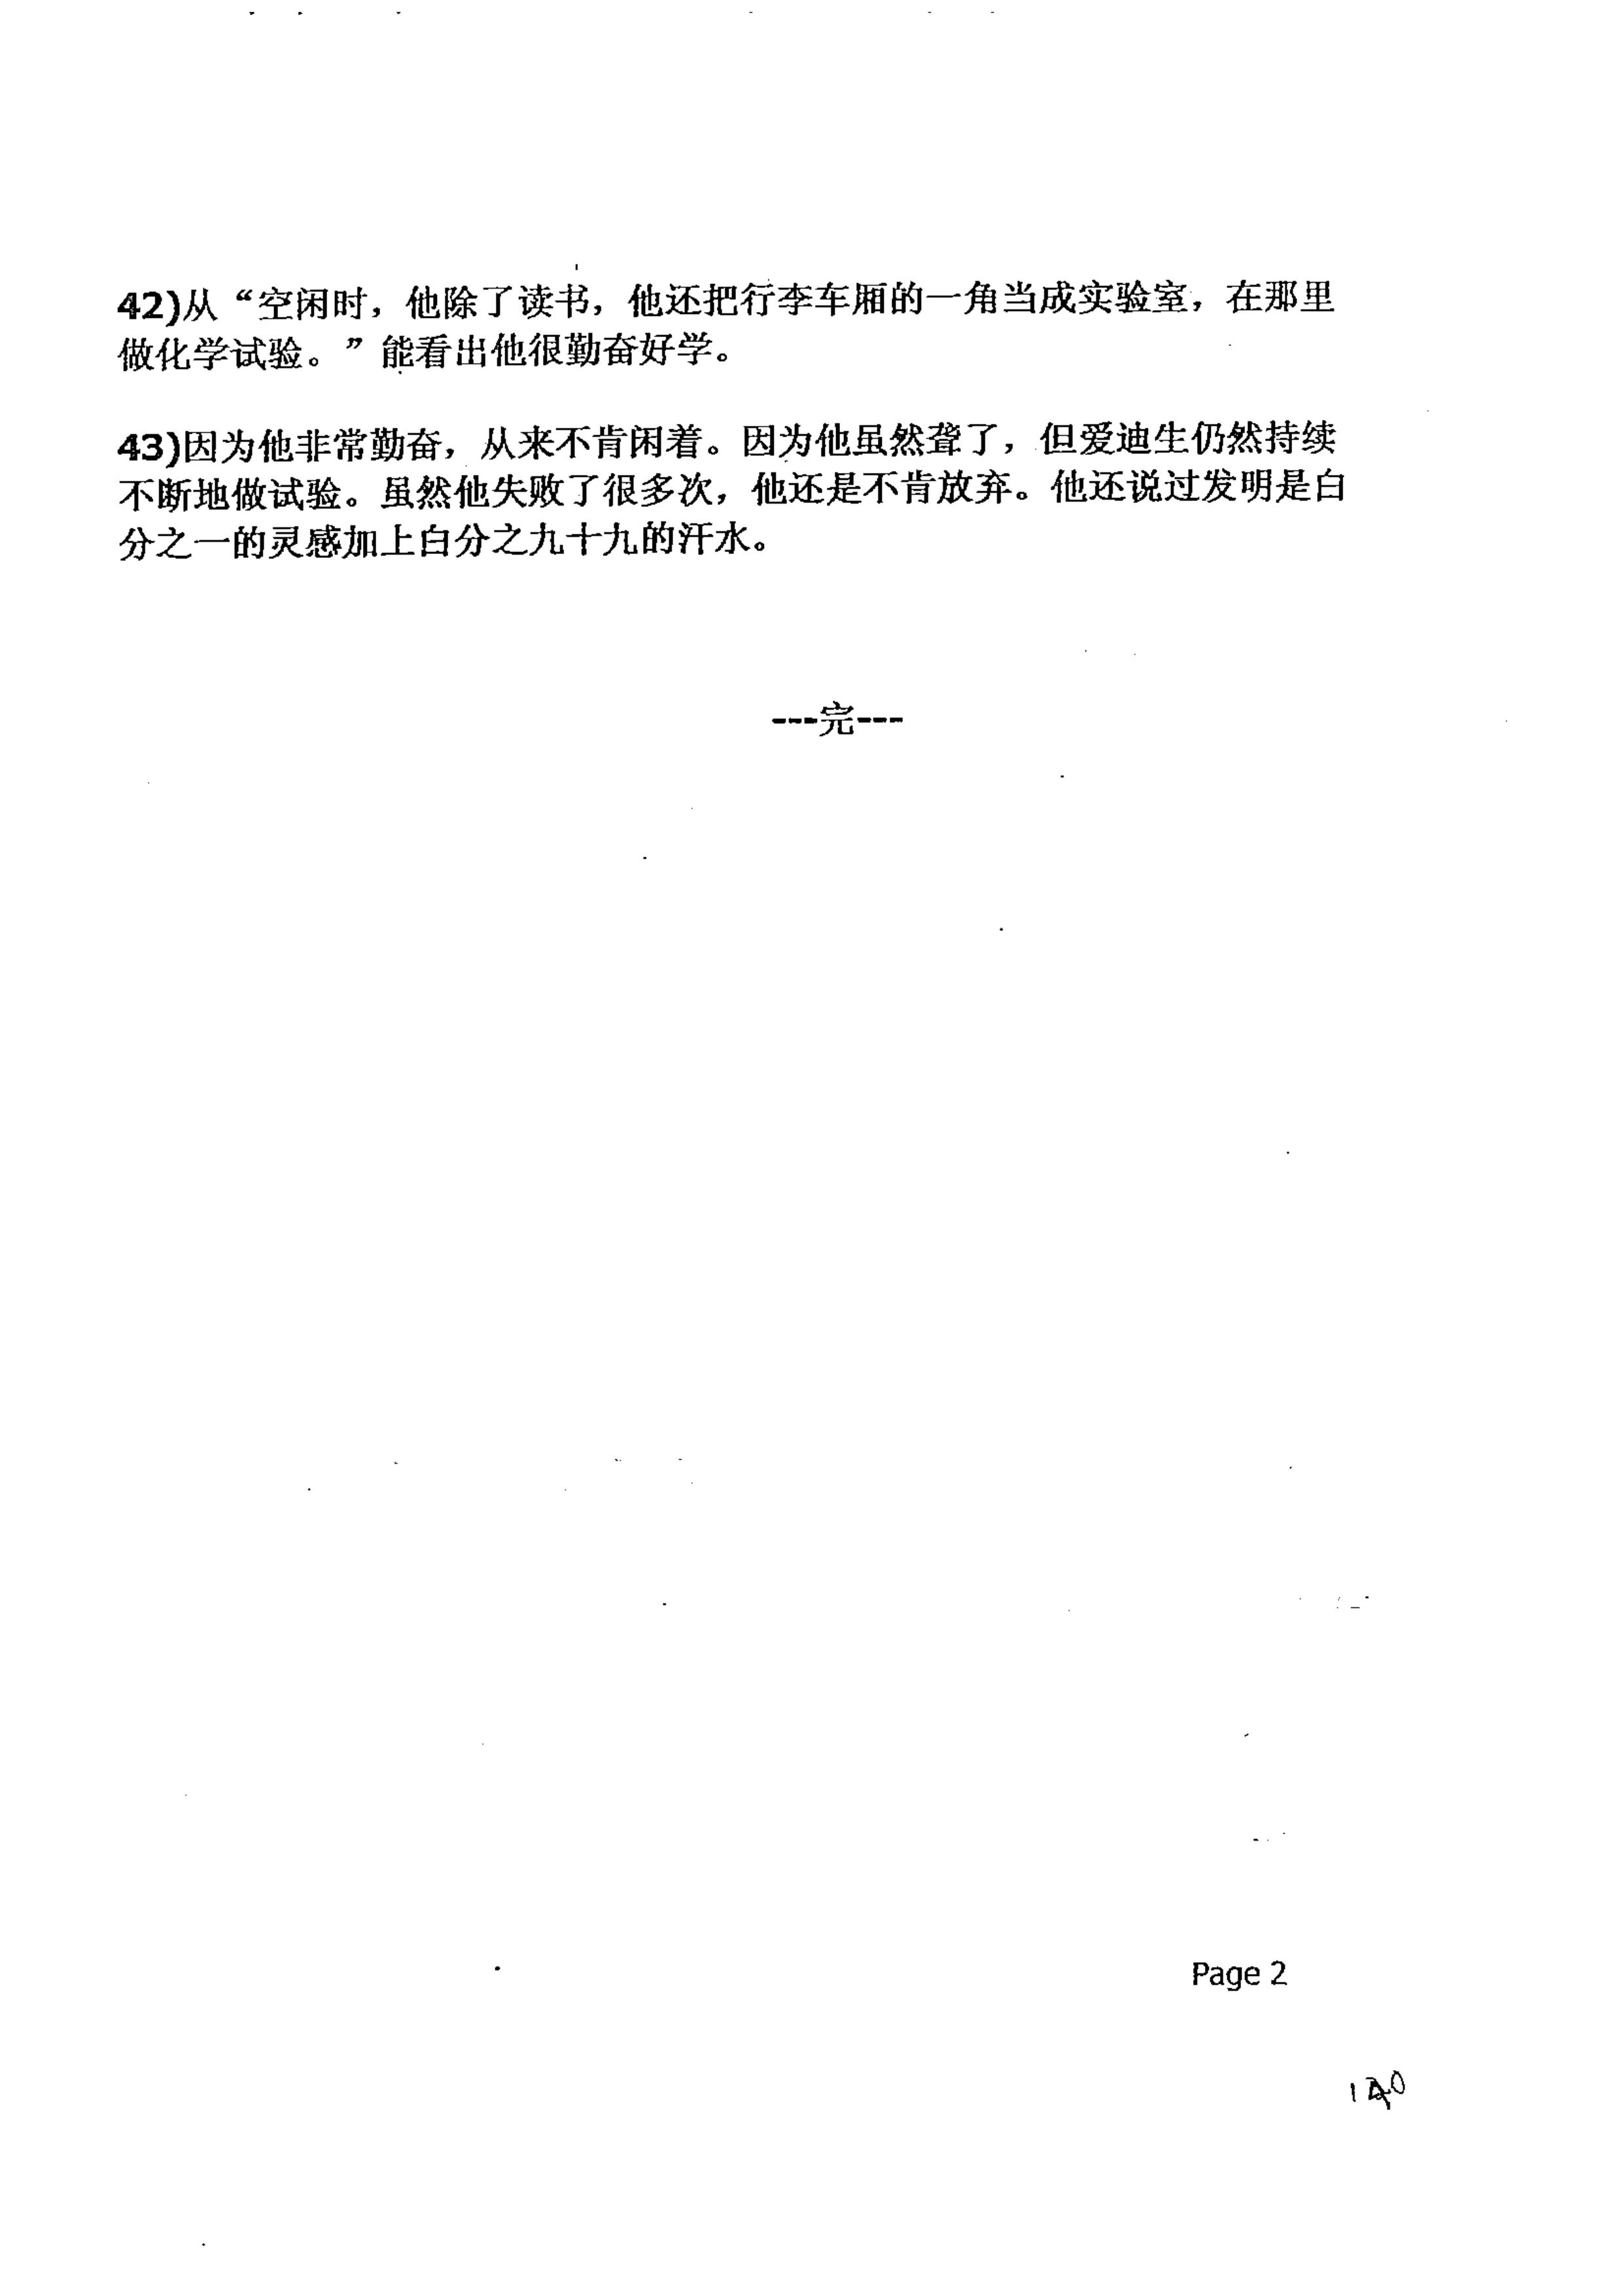 42)从“空闲时，他除了读书，他还把行李车厢的一角当成实验室，在那里
做化学试验。”能看出他很勤奋好学。
43)因为他非常勤奋，从来不肯闲着。因为他虽然聋了，但爱迪生仍然持续
不断地做试验。虽然他失败了很多次，他还是不肯放弃。他还说过发明是白
分之一的灵感加上白分之九十九的汗水。
---完---
Page 2
140